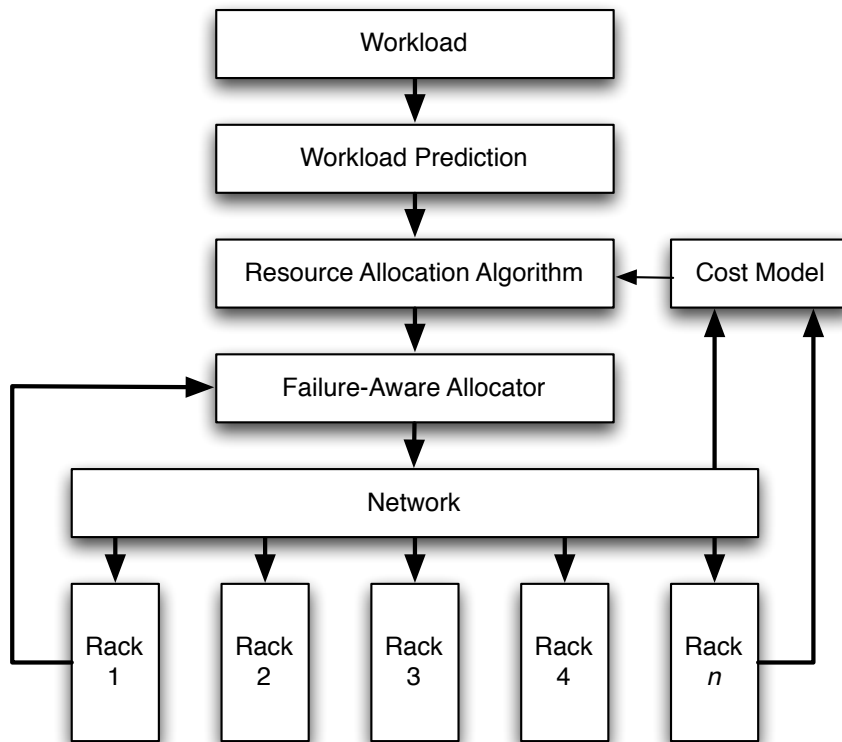 Workload
Workload Prediction
Resource Allocation Algorithm
Cost Model
Failure-Aware Allocator
Network
Rack
1
Rack
2
Rack
3
Rack
4
Rack
n